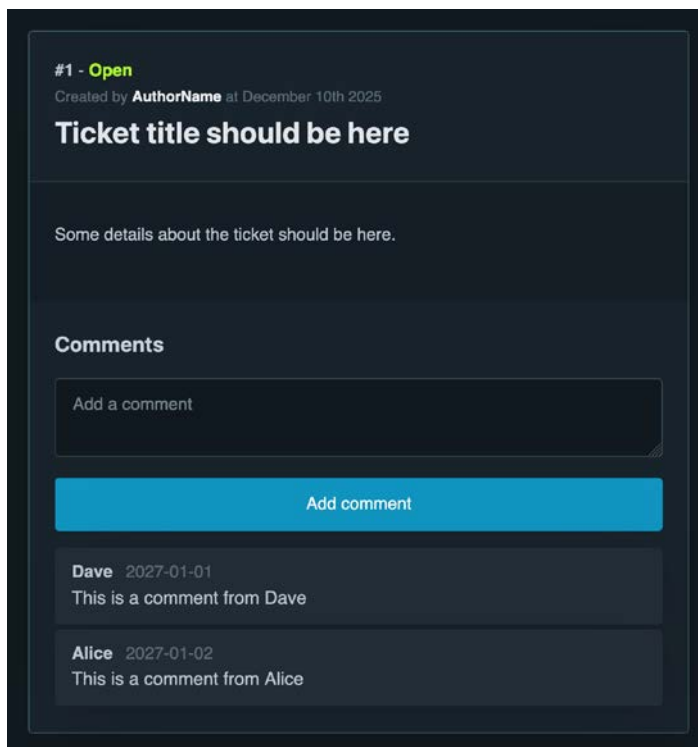 #1 - Open
Created by AuthorName at December 10th 2025
Ticket title should be here
Some details about the ticket should be here.
Comments
Add a comment
Add comment
Dave 2027-01-01
This is a comment from Dave
Alice 2027-01-02
This is a comment from Alice